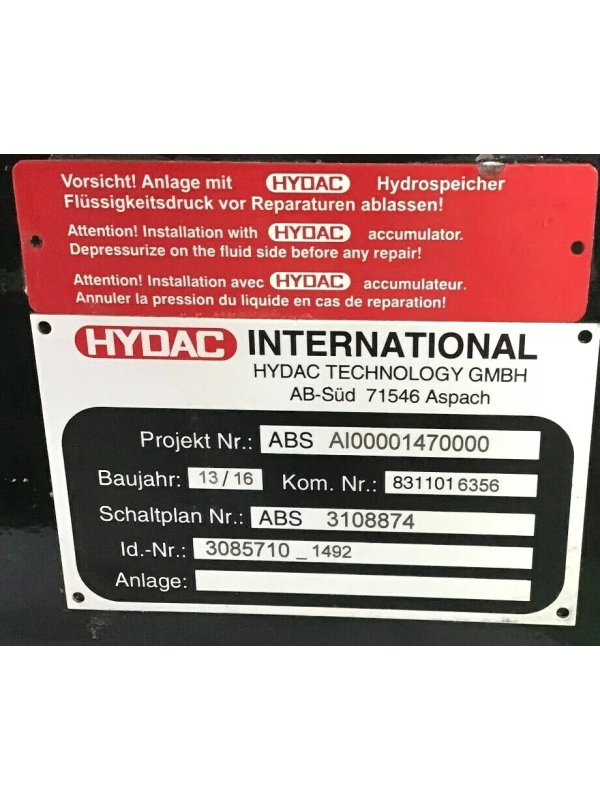 Vorsicht! Anlage mit HYDAC Hydrospeicher
Flüssigkeitsdruck vor Reparaturen ablassen!
Attention! Installation with HYDAC accumulator.
Depressurize on the fluid side before any repair!
Attention! Installation avec HYDAC accumulateur.
Annuler la pression du liquide en cas de reparation!
HYDAC INTERNATIONAL
HYDAC TECHNOLOGY GMBH
AB-Süd 71546 Aspach
Projekt Nr.: ABS AI00001470000
Baujahr: 13/16 Kom. Nr.: 8311016356
Schaltplan Nr.: ABS 3108874
Id.-Nr.: 3085710_1492
Anlage: